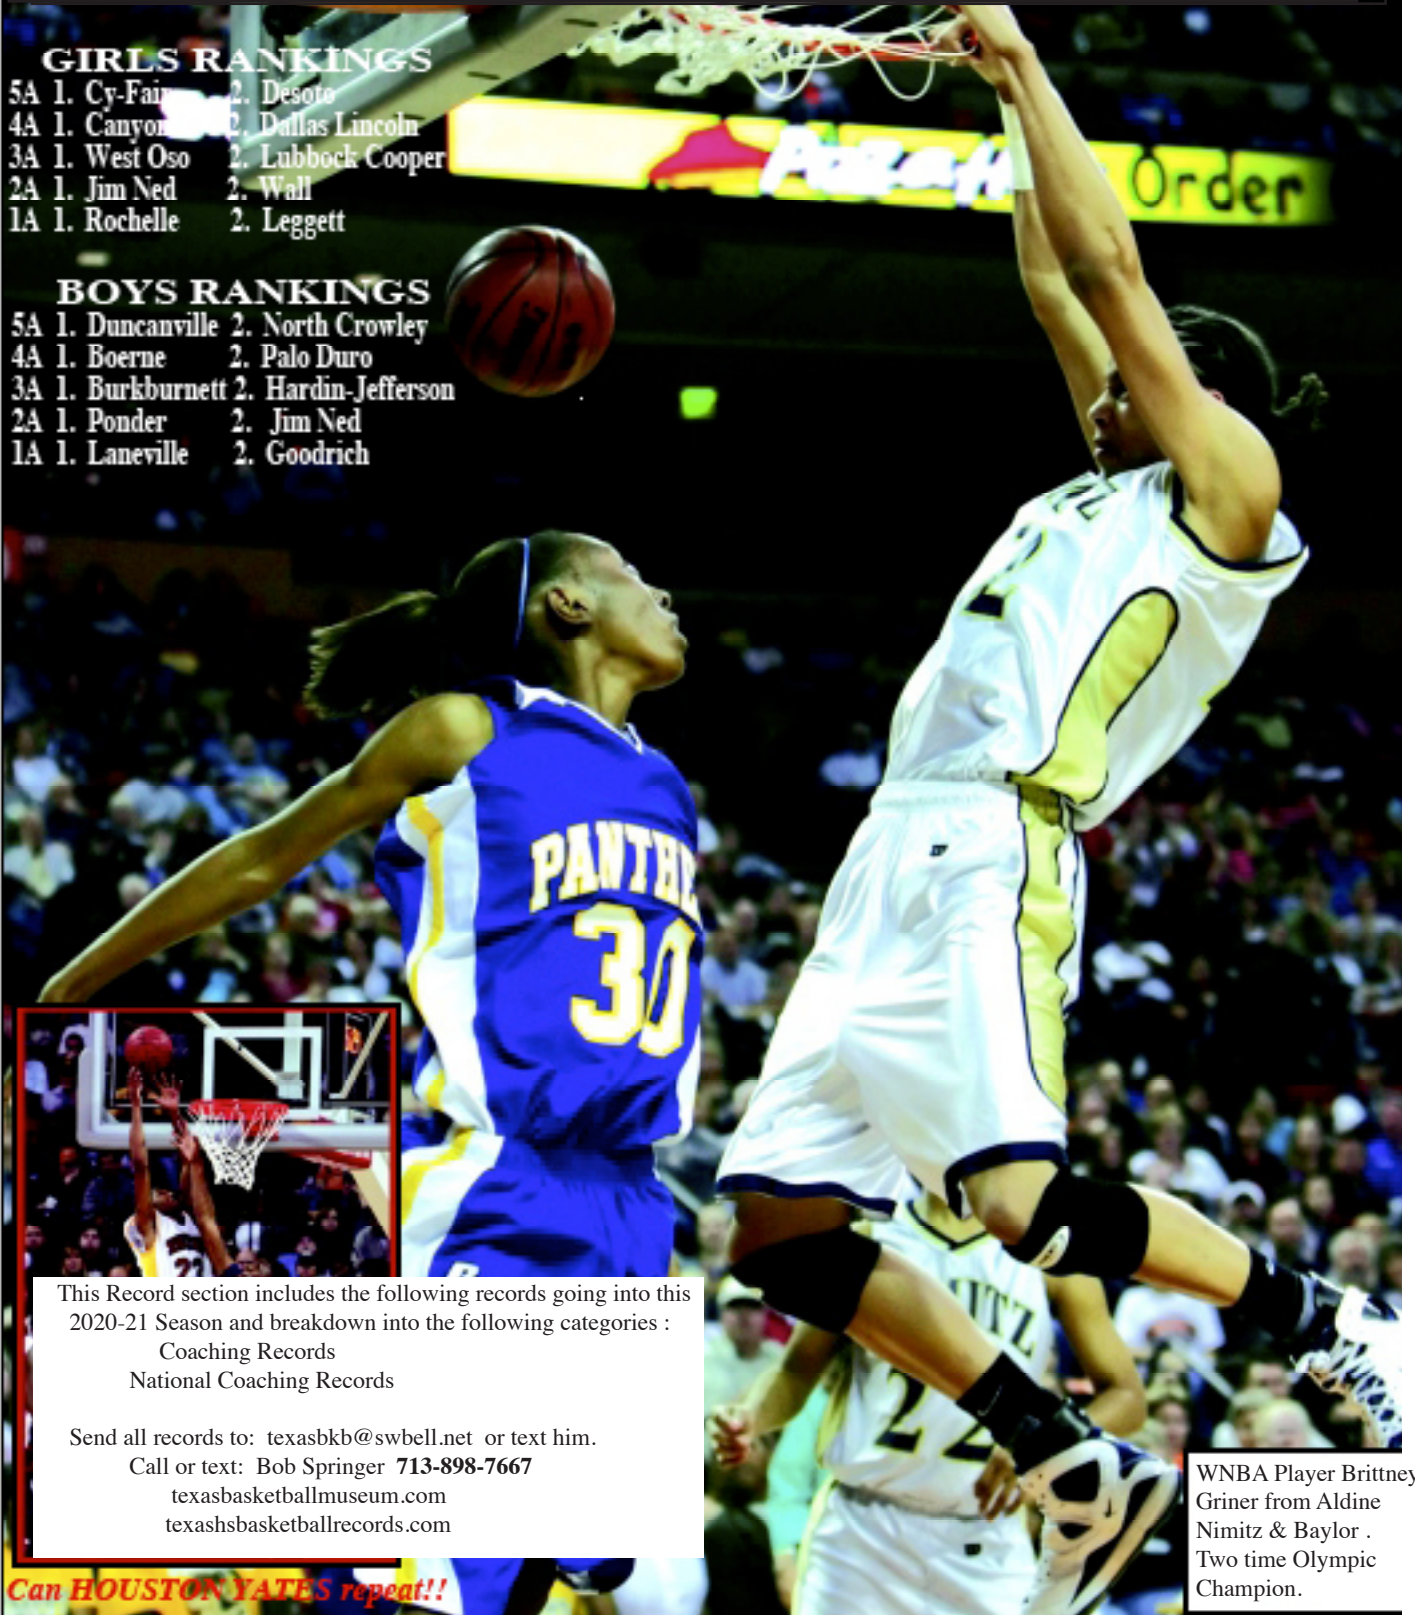 GIRLS RANKINGS
5A 1. Cy-Fair 2. Desoto
4A 1. Canyon 2. Dallas Lincoln
3A 1. West Oso 2. Lubbock Cooper
2A 1. Jim Ned 2. Wall
1A 1. Rochelle 2. Leggett
BOYS RANKINGS
5A 1. Duncanville 2. North Crowley
4A 1. Boerne 2. Palo Duro
3A 1. Burkburnett 2. Hardin-Jefferson
2A 1. Ponder 2. Jim Ned
1A 1. Laneville 2. Goodrich
Order
2
PANTHE
30
22
ITZ
22
This Record section includes the following records going into this
2020-21 Season and breakdown into the following categories :
Coaching Records
National Coaching Records
Send all records to: texasbkb@swbell.net or text him.
Call or text: Bob Springer 713-898-7667
texasbasketballmuseum.com
texashsbasketballrecords.com
WNBA Player Brittney
Griner from Aldine
Nimitz & Baylor .
Two time Olympic
Champion.
Can HOUSTON YATES repeat!!